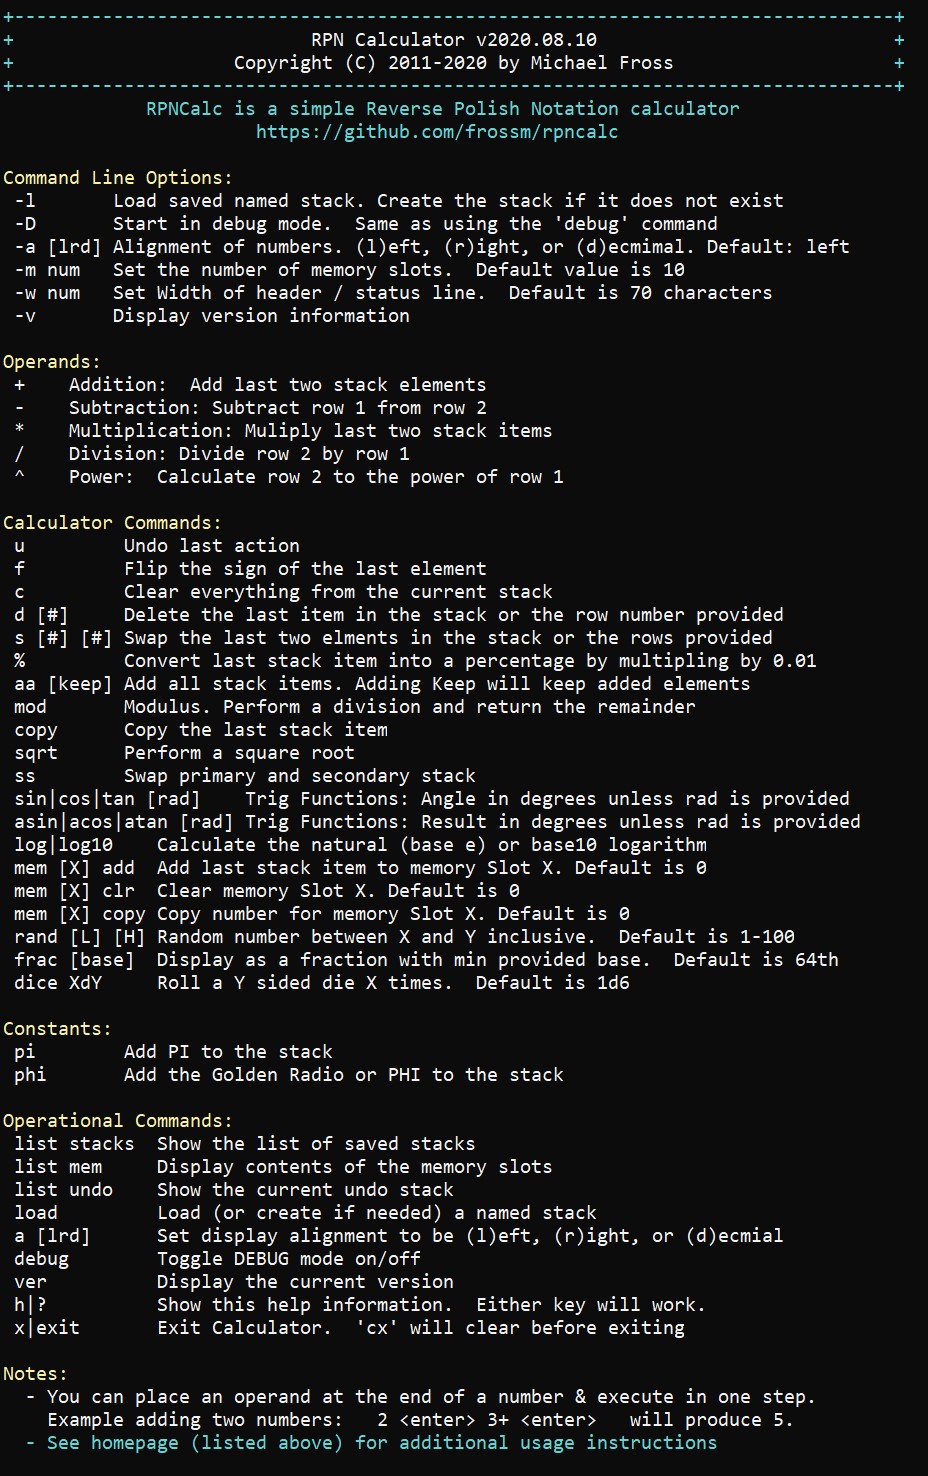 +--------------------------------------------------------------------------------+
+ RPN Calculator v2020.08.10 +
+ Copyright (C) 2011-2020 by Michael Fross +
+--------------------------------------------------------------------------------+
RPNCalc is a simple Reverse Polish Notation calculator
https://github.com/frossm/rpncalc
Command Line Options:
-l Load saved named stack. Create the stack if it does not exist
-D Start in debug mode. Same as using the 'debug' command
-a [lrd] Alignment of numbers. (l)eft, (r)ight, or (d)ecmimal. Default: left
-m num Set the number of memory slots. Default value is 10
-w num Set Width of header / status line. Default is 70 characters
-v Display version information
Operands:
+ Addition: Add last two stack elements
- Subtraction: Subtract row 1 from row 2
* Multiplication: Muliply last two stack items
/ Division: Divide row 2 by row 1
^ Power: Calculate row 2 to the power of row 1
Calculator Commands:
u Undo last action
f Flip the sign of the last element
c Clear everything from the current stack
d [#] Delete the last item in the stack or the row number provided
s [#] [#] Swap the last two elments in the stack or the rows provided
% Convert last stack item into a percentage by multipling by 0.01
aa [keep] Add all stack items. Adding Keep will keep added elements
mod Modulus. Perform a division and return the remainder
copy Copy the last stack item
sqrt Perform a square root
ss Swap primary and secondary stack
sin|cos|tan [rad] Trig Functions: Angle in degrees unless rad is provided
asin|acos|atan [rad] Trig Functions: Result in degrees unless rad is provided
log|log10 Calculate the natural (base e) or base10 logarithm
mem [X] add Add last stack item to memory Slot X. Default is 0
mem [X] clr Clear memory Slot X. Default is 0
mem [X] copy Copy number for memory Slot X. Default is 0
rand [L] [H] Random number between X and Y inclusive. Default is 1-100
frac [base] Display as a fraction with min provided base. Default is 64th
dice XdY Roll a Y sided die X times. Default is 1d6
Constants:
pi Add PI to the stack
phi Add the Golden Radio or PHI to the stack
Operational Commands:
list stacks Show the list of saved stacks
list mem Display contents of the memory slots
list undo Show the current undo stack
load Load (or create if needed) a named stack
a [lrd] Set display alignment to be (l)eft, (r)ight, or (d)ecmial
debug Toggle DEBUG mode on/off
ver Display the current version
h|? Show this help information. Either key will work.
x|exit Exit Calculator. 'cx' will clear before exiting
Notes:
- You can place an operand at the end of a number & execute in one step.
Example adding two numbers: 2 <enter> 3+ <enter> will produce 5.
- See homepage (listed above) for additional usage instructions